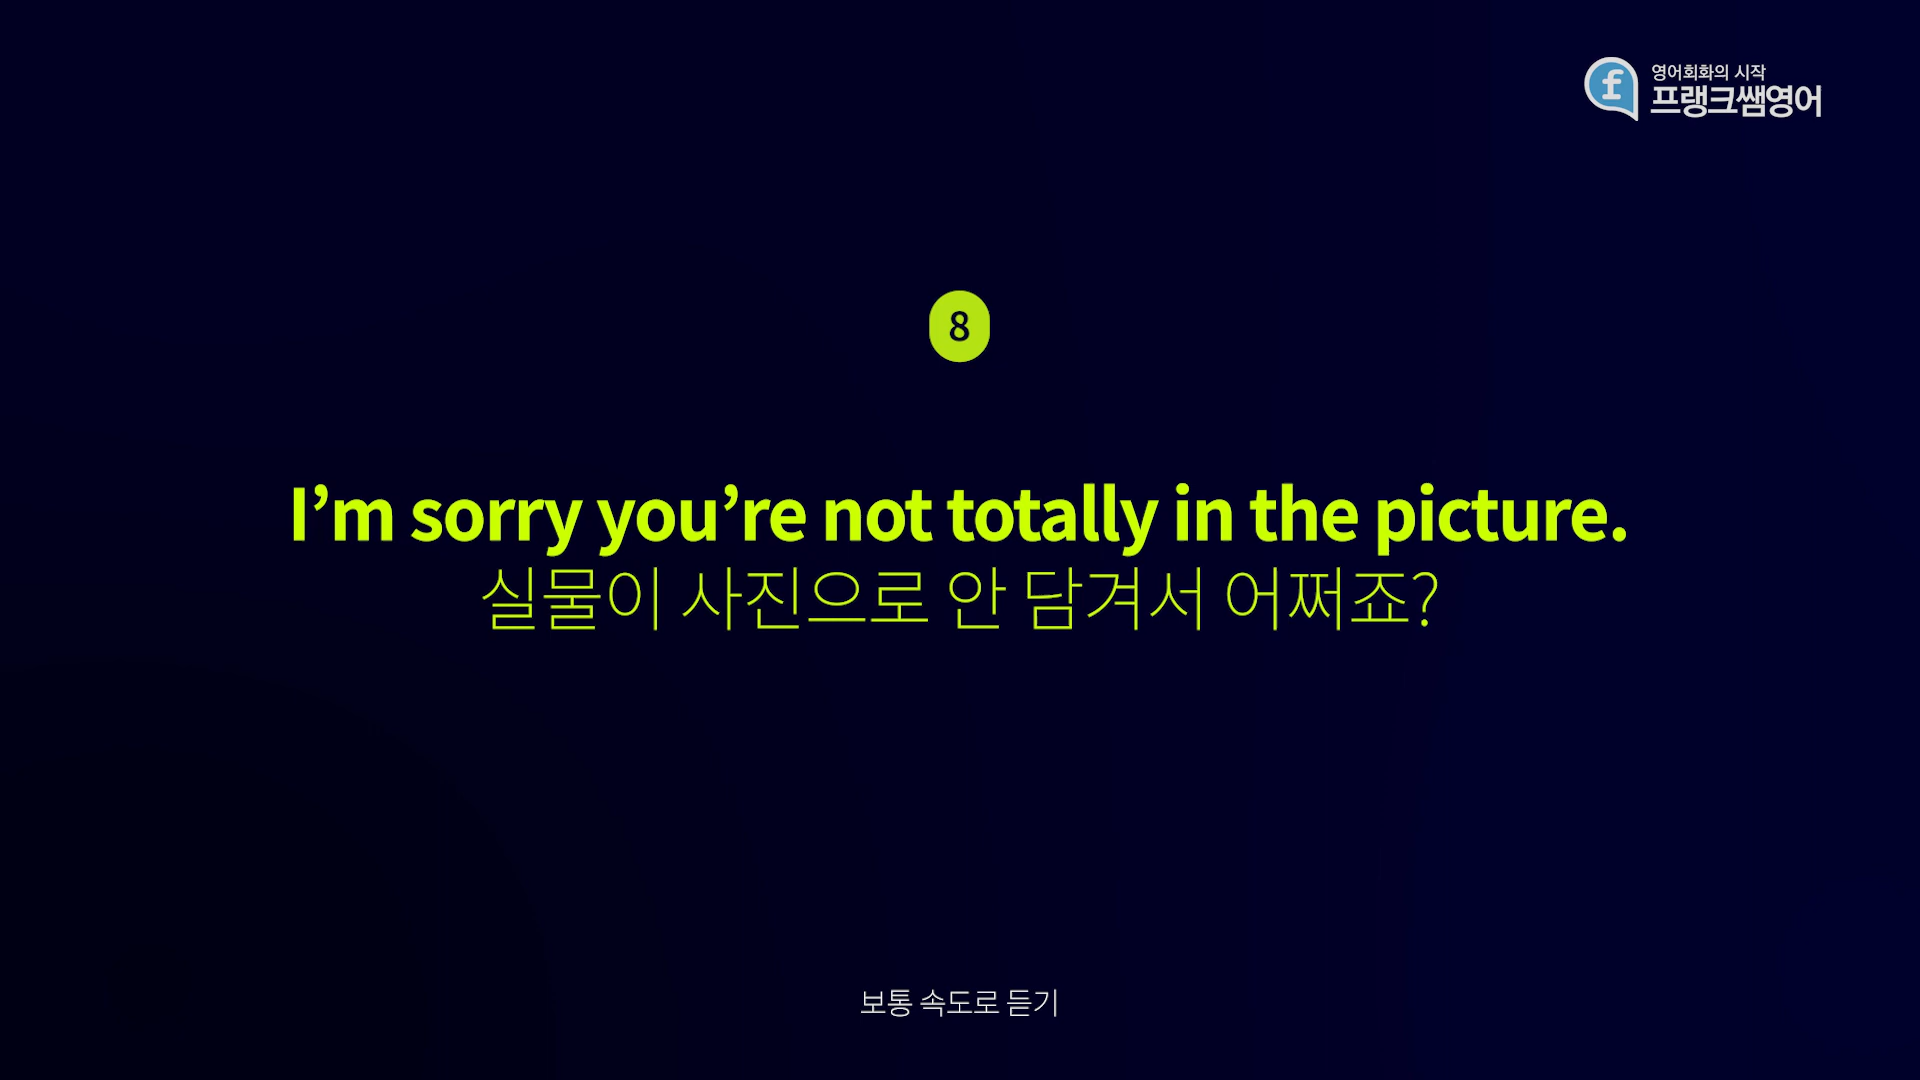 영어회화의 시작
프랭크쌤영어
8
I’m sorry you’re not totally in the picture.
실물이 사진으로 안 담겨서 어쩌죠?
보통 속도로 듣기